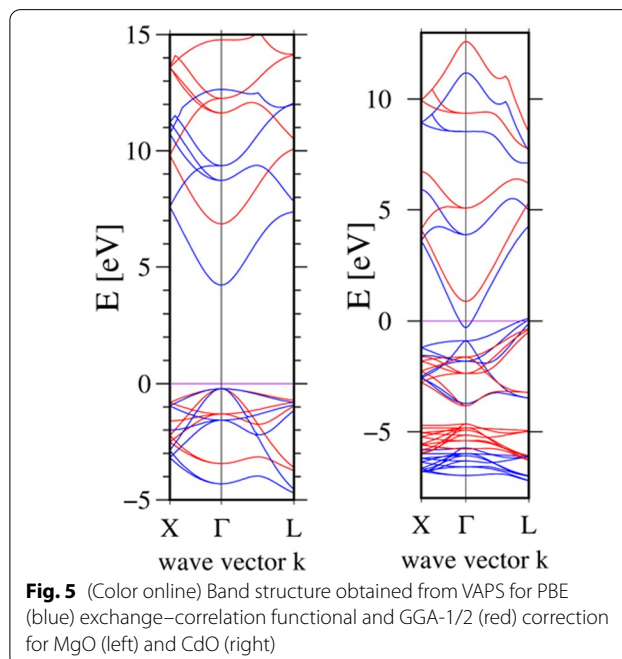 15
10
5
0
−5
E [eV]
X Γ L
wave vector k
10
5
0
−5
E [eV]
X Γ L
wave vector k
Fig. 5 (Color online) Band structure obtained from VAPS for PBE
(blue) exchange–correlation functional and GGA-1/2 (red) correction
for MgO (left) and CdO (right)